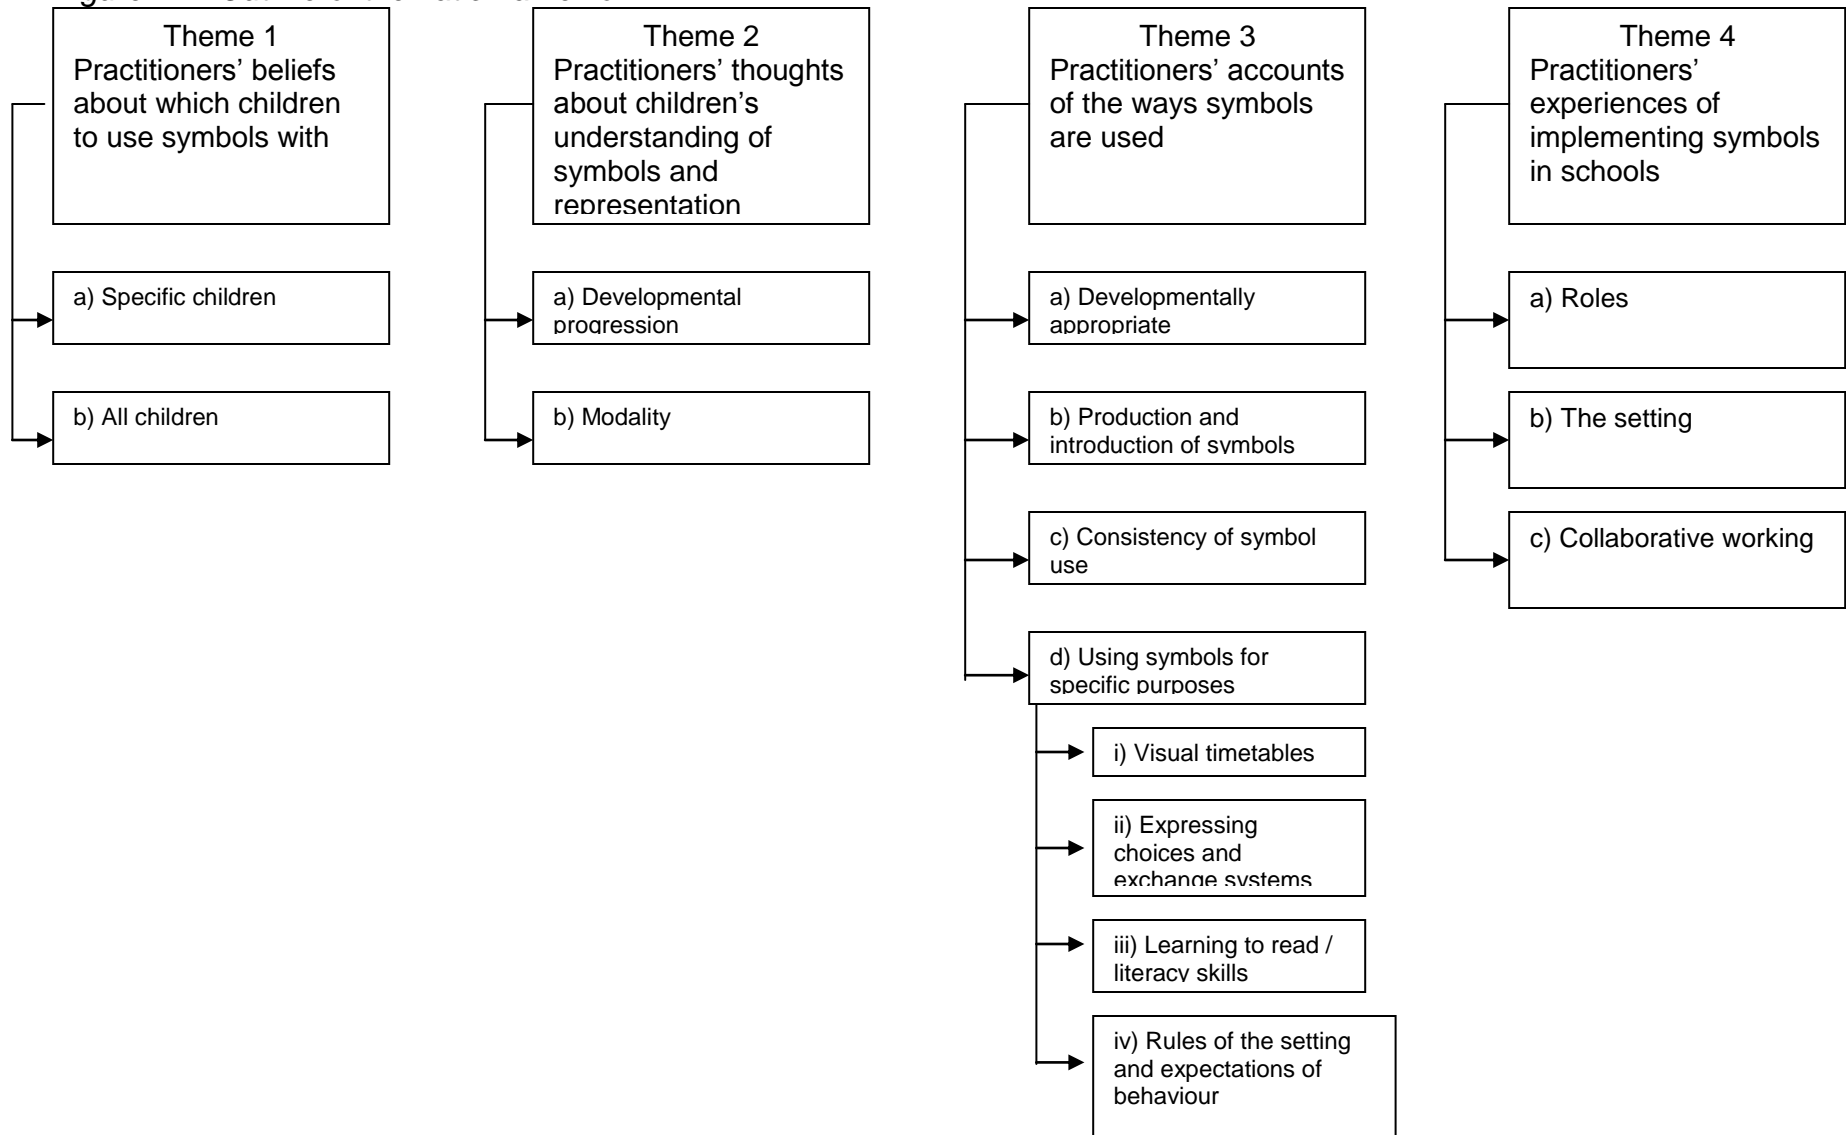 Theme 1
Practitioners’ beliefs
about which children
to use symbols with
a) Specific children
b) All children
Theme 2
Practitioners’ thoughts
about children’s
understanding of
symbols and
representation
a) Developmental
progression
b) Modality
Theme 3
Practitioners’ accounts
of the ways symbols
are used
a) Developmentally
appropriate
b) Production and
introduction of symbols
c) Consistency of symbol
use
d) Using symbols for
specific purposes
i) Visual timetables
ii) Expressing
choices and
exchange systems
iii) Learning to read /
literacy skills
iv) Rules of the setting
and expectations of
behaviour
Theme 4
Practitioners’
experiences of
implementing symbols
in schools
a) Roles
b) The setting
c) Collaborative working